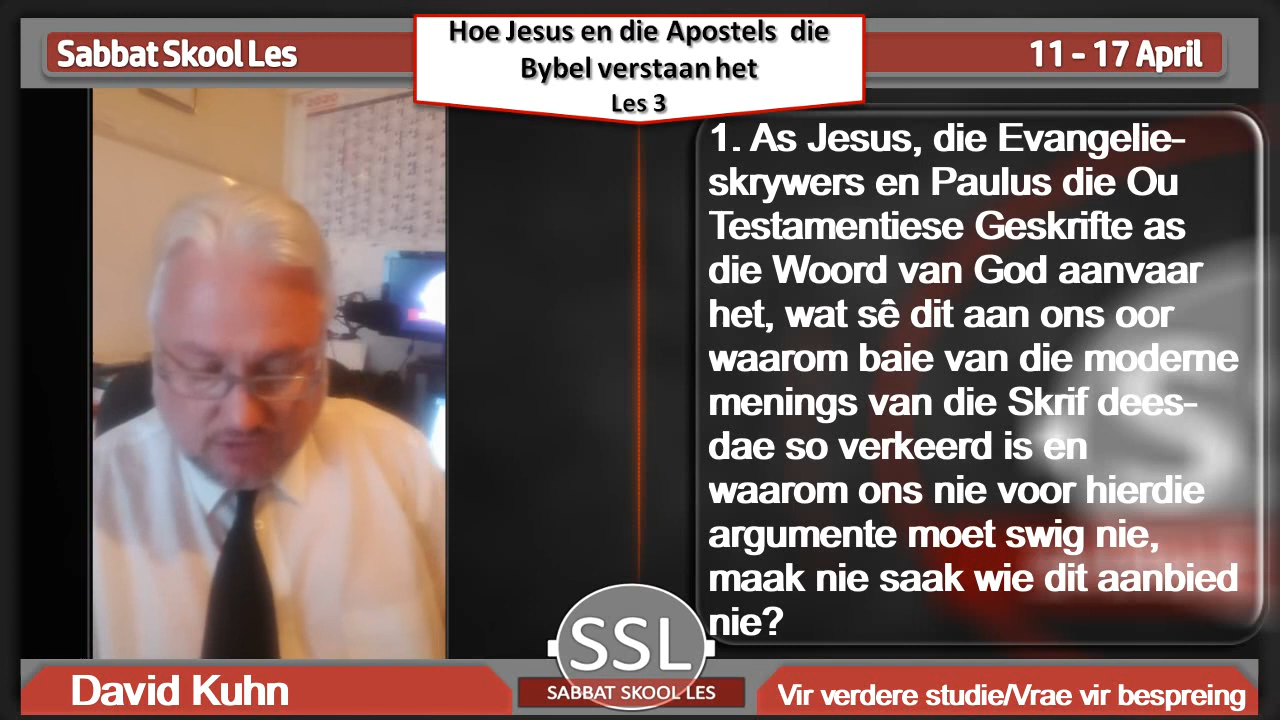 Sabbat Skool Les
Hoe Jesus en die Apostels die
Bybel verstaan het
Les 3
11 - 17 April
2020
1. As Jesus, die Evangelie-
skrywers en Paulus die Ou
Testamentiese Geskrifte as
die Woord van God aanvaar
het, wat sê dit aan ons oor
waarom baie van die moderne
menings van die Skrif dees-
dae so verkeerd is en
waarom ons nie voor hierdie
argumente moet swig nie,
maak nie saak wie dit aanbied
nie?
SSL
SABBAT SKOOL LES
David Kuhn
Vir verdere studie/Vrae vir bespreing